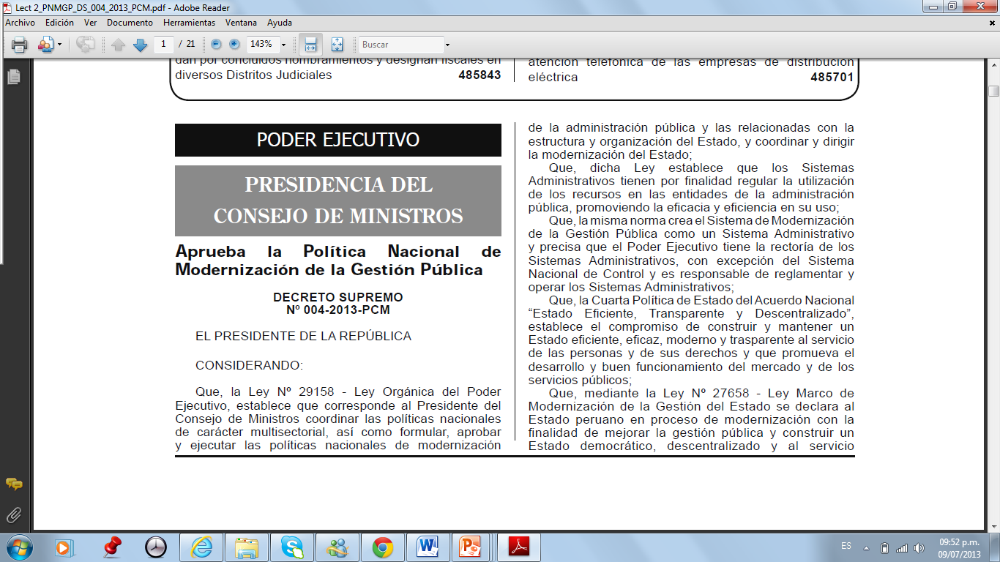 Lect 2_PNMGP_DS_004_2013_PCM.pdf - Adobe Reader
Archivo Edición Ver Documento Herramientas Ventana Ayuda
1 / 21 143% Buscar
dan por concluidos nombramientos y designan fiscales en
diversos Distritos Judiciales 485843
atención telefónica de las empresas de distribución
eléctrica 485701
PODER EJECUTIVO
PRESIDENCIA DEL
CONSEJO DE MINISTROS
Aprueba la Política Nacional de
Modernización de la Gestión Pública
DECRETO SUPREMO
Nº 004-2013-PCM
EL PRESIDENTE DE LA REPÚBLICA
CONSIDERANDO:
Que, la Ley Nº 29158 - Ley Orgánica del Poder
Ejecutivo, establece que corresponde al Presidente del
Consejo de Ministros coordinar las políticas nacionales
de carácter multisectorial, así como formular, aprobar
y ejecutar las políticas nacionales de modernización
de la administración pública y las relacionadas con la
estructura y organización del Estado, y coordinar y dirigir
la modernización del Estado;
Que, dicha Ley establece que los Sistemas
Administrativos tienen por finalidad regular la utilización
de los recursos en las entidades de la administración
pública, promoviendo la eficacia y eficiencia en su uso;
Que, la misma norma crea el Sistema de Modernización
de la Gestión Pública como un Sistema Administrativo
y precisa que el Poder Ejecutivo tiene la rectoría de los
Sistemas Administrativos, con excepción del Sistema
Nacional de Control y es responsable de reglamentar y
operar los Sistemas Administrativos;
Que, la Cuarta Política de Estado del Acuerdo Nacional
“Estado Eficiente, Transparente y Descentralizado”,
establece el compromiso de construir y mantener un
Estado eficiente, eficaz, moderno y trasparente al servicio
de las personas y de sus derechos y que promueva el
desarrollo y buen funcionamiento del mercado y de los
servicios públicos;
Que, mediante la Ley Nº 27658 - Ley Marco de
Modernización de la Gestión del Estado se declara al
Estado peruano en proceso de modernización con la
finalidad de mejorar la gestión pública y construir un
Estado democrático, descentralizado y al servicio
ES
09:52 p.m.
09/07/2013